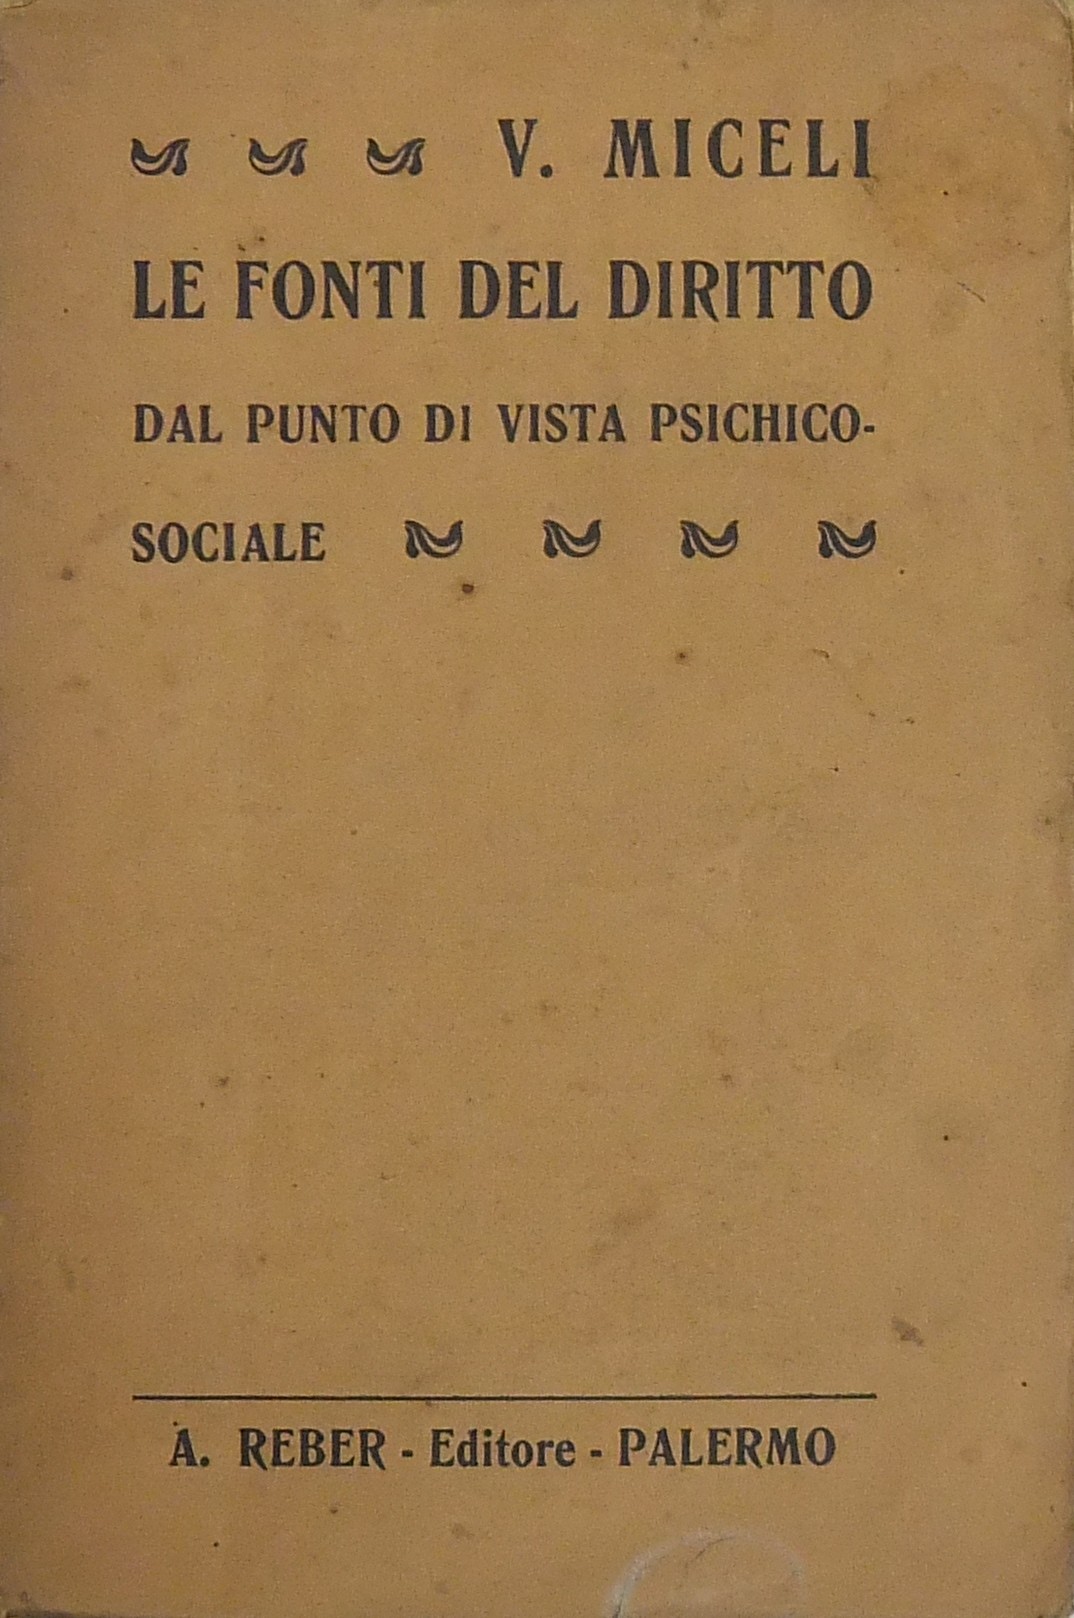 V. MICELI
LE FONTI DEL DIRITTO
DAL PUNTO DI VISTA PSICHICO-
SOCIALE
A. REBER - Editore - PALERMO